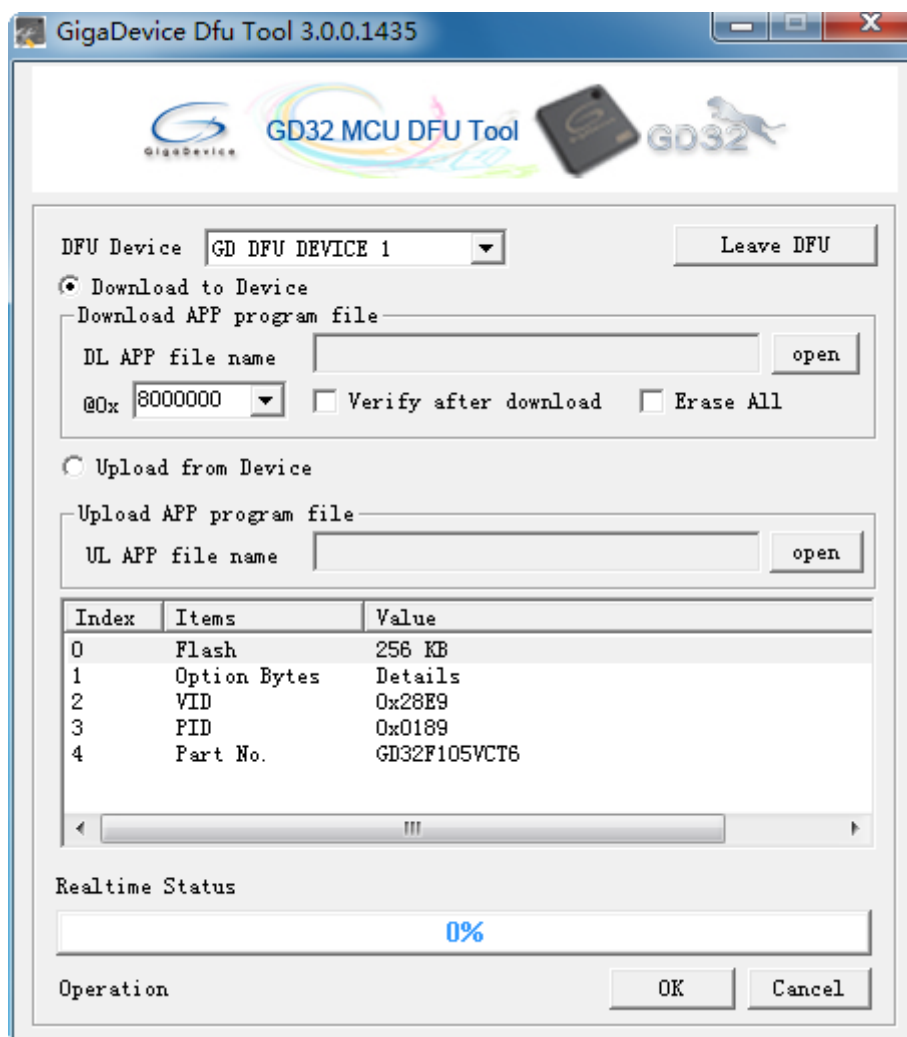 GigaDevice Dfu Tool 3.0.0.1435
GigaDevice
GD32 MCU DFU Tool
GD32
DFU Device GD DFU DEVICE 1 Leave DFU
Download to Device
Download APP program file
DL APP file name open
@0x 8000000 Verify after download Erase All
Upload from Device
Upload APP program file
UL APP file name open
Index Items Value
0 Flash 256 KB
1 Option Bytes Details
2 VID 0x28E9
3 PID 0x0189
4 Part No. GD32F105VCT6
Realtime Status
0%
Operation OK Cancel